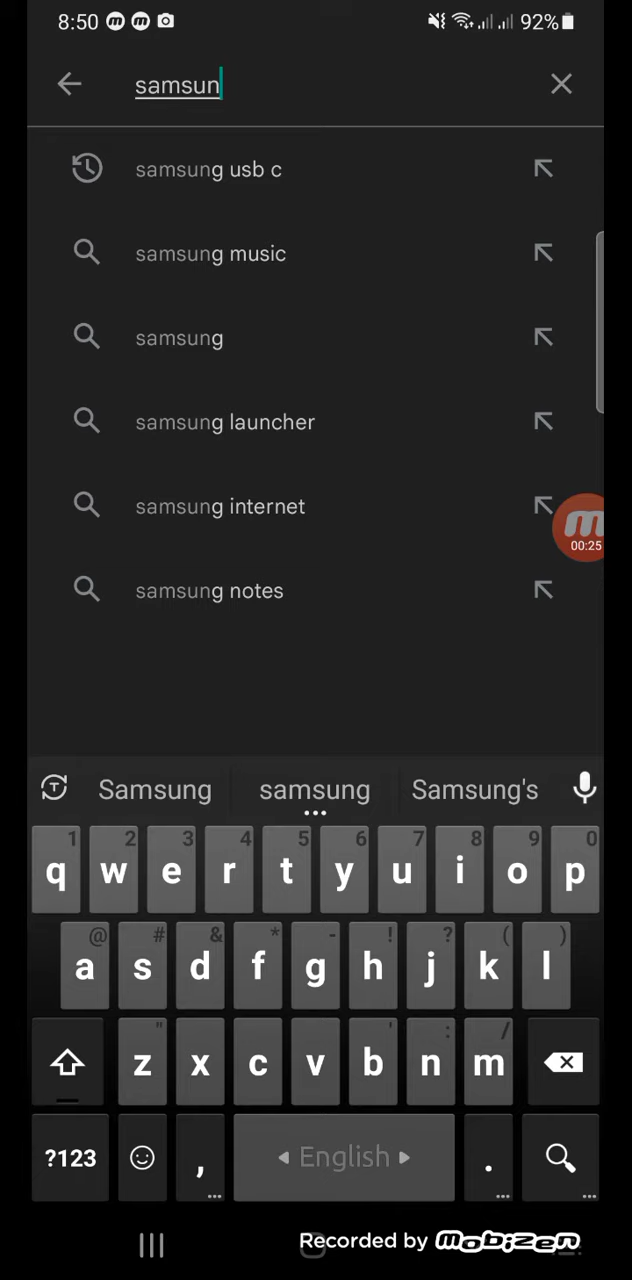 8:50 m m 92%
samsun
samsung usb c
samsung music
samsung
samsung launcher
samsung internet
m
00:25
samsung notes
T Samsung samsung Samsung's
1 2 3 4 5 6 7 8 9 0
q w e r t y u i o p
@ # & * - ! ? ( )
a s d f g h j k l
" ' : /
z x c v b n m
?123 , English .
Recorded by mobizen